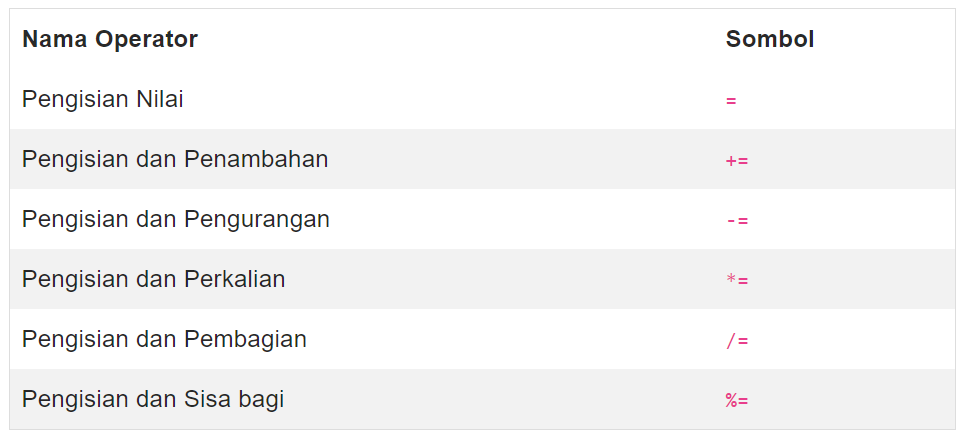 Nama Operator Sombol
Pengisian Nilai =
Pengisian dan Penambahan +=
Pengisian dan Pengurangan -=
Pengisian dan Perkalian *=
Pengisian dan Pembagian /=
Pengisian dan Sisa bagi %=